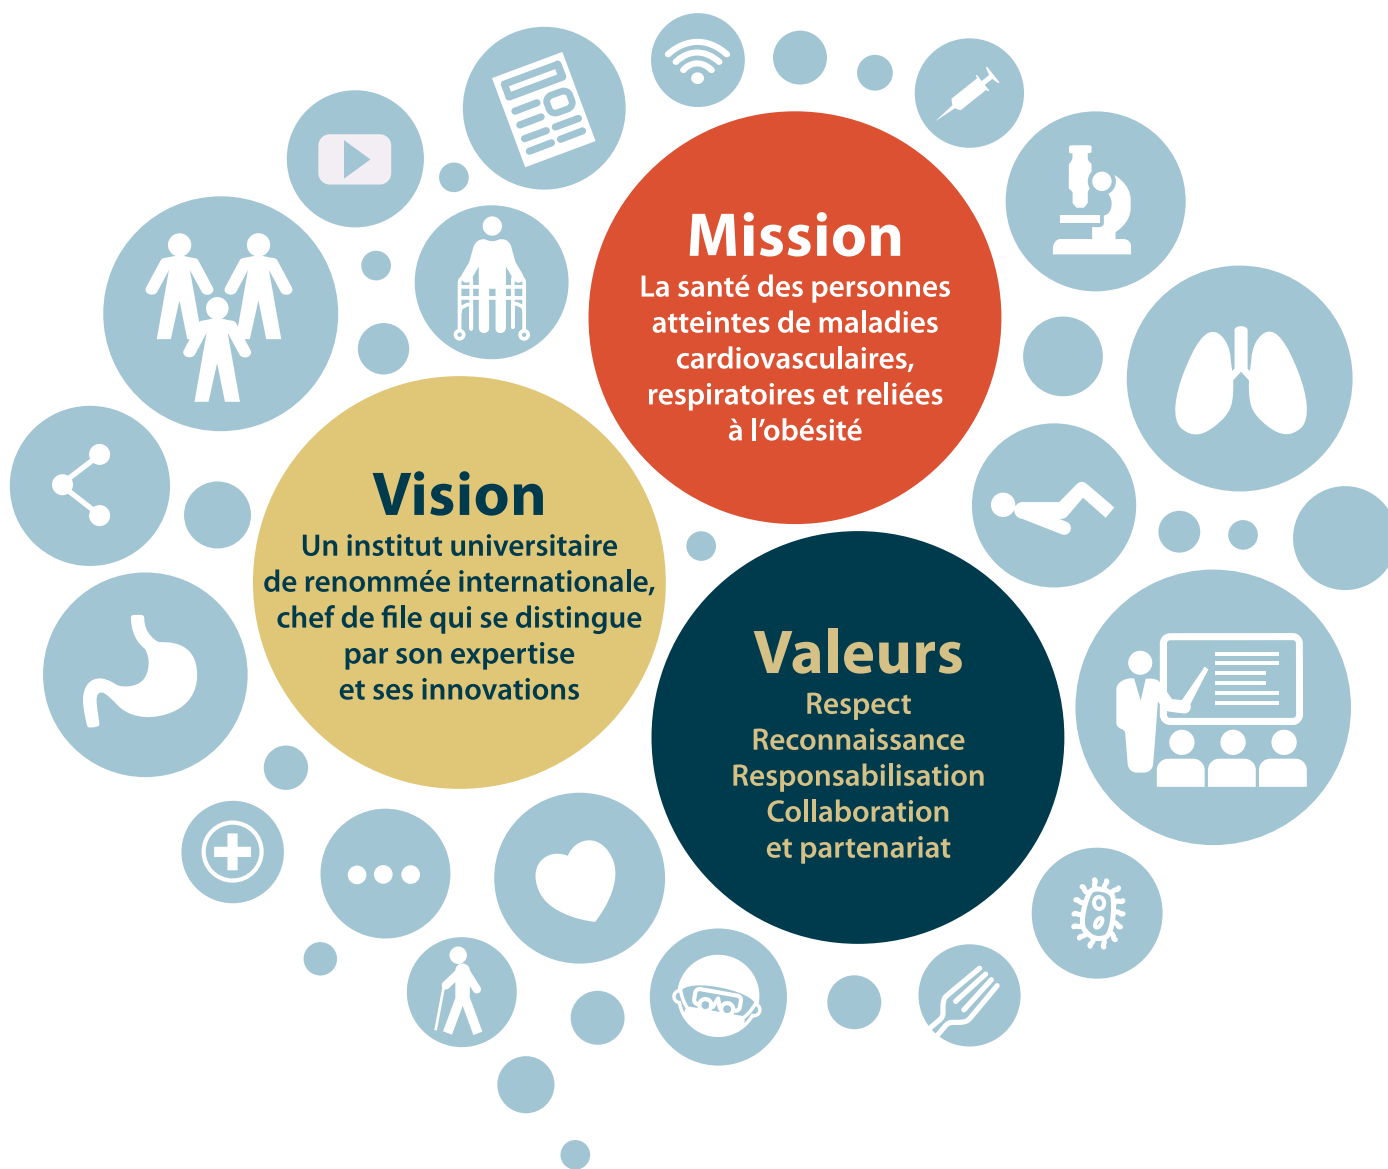 Mission
La santé des personnes
atteintes de maladies
cardiovasculaires,
respiratoires et reliées
à l’obésité
Vision
Un institut universitaire
de renommée internationale,
chef de file qui se distingue
par son expertise
et ses innovations
Valeurs
Respect
Reconnaissance
Responsabilisation
Collaboration
et partenariat